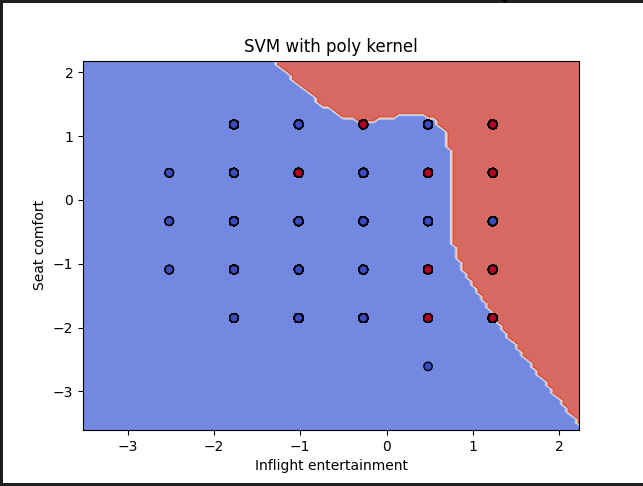 SVM with poly kernel
2
1
0
−1
−2
−3
Seat comfort
−3 −2 −1 0 1 2
Inflight entertainment